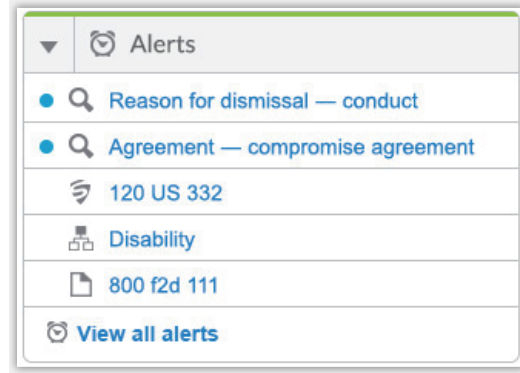 Alerts
Reason for dismissal — conduct
Agreement — compromise agreement
120 US 332
Disability
800 f2d 111
View all alerts